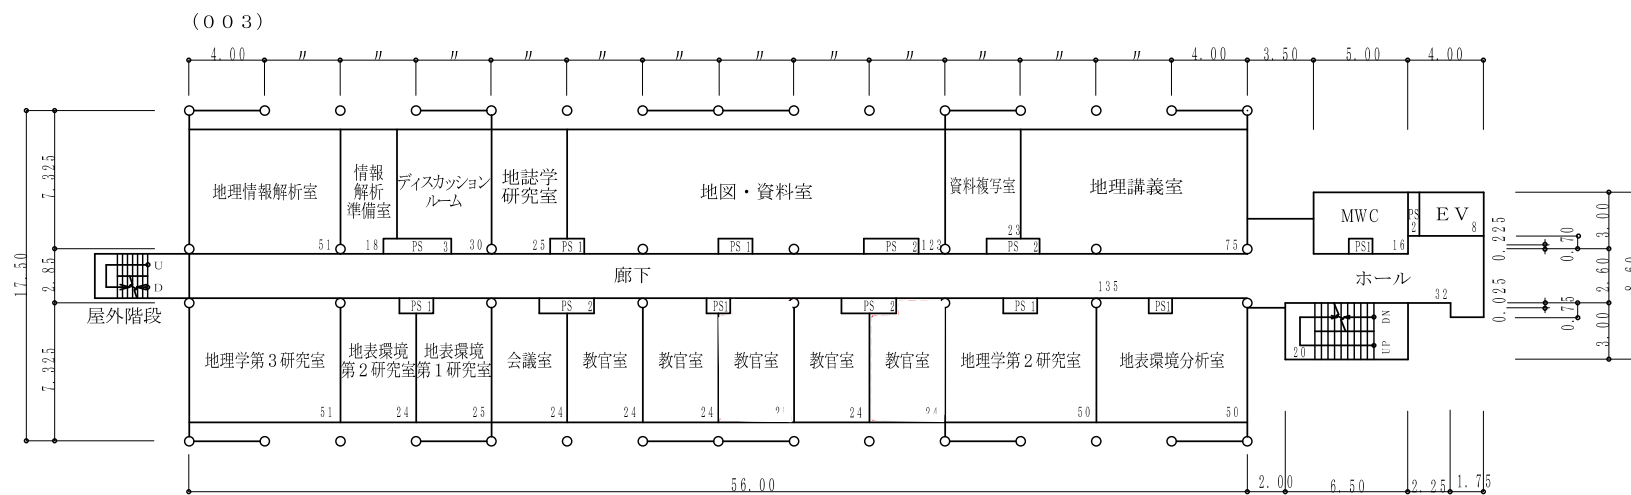 (003)
4.00 〃 〃 〃 〃 〃 〃 〃 〃 〃 〃 〃 〃 4.00 3.50 5.00 4.00
17.50
7.325
2.85
7.325
地理情報解析室
51
情報
解析
準備室
18
ディスカッション
ルーム
PS 3
30
地誌学
研究室
25
PS 1
地図・資料室
PS 1
PS 2
123
資料複写室
23
PS 2
地理講義室
75
MWC
PS1
16
PS
2
EV
8
U
D
屋外階段
廊下
135
ホール
32
20
UP DN
PS 1
PS 2
PS1
PS 2
PS 1
PS1
地理学第3研究室
51
地表環境
第2研究室
24
地表環境
第1研究室
25
会議室
24
教官室
24
教官室
24
教官室
教官室
24
教官室
24
地理学第2研究室
50
地表環境分析室
50
0.225
0.70
3.00
2.60
0.025
0.75
3.00
8.60
56.00 2.00 6.50 2.25 1.75